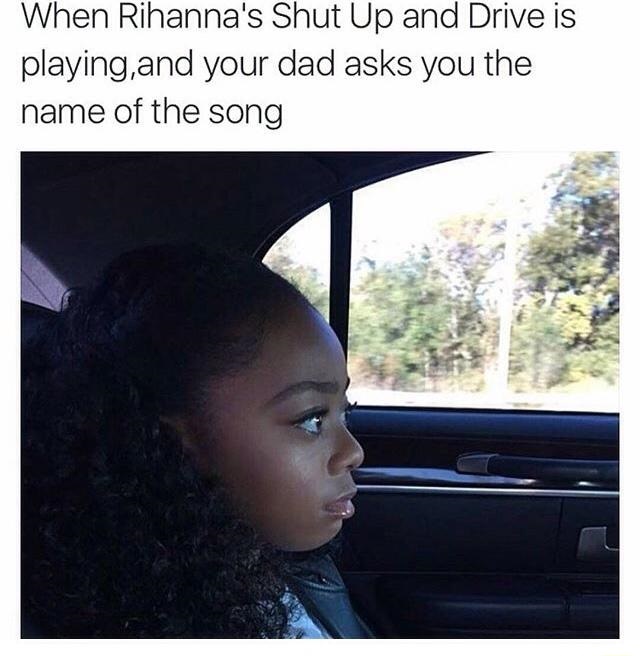 When Rihanna's Shut Up and Drive is
playing,and your dad asks you the
name of the song